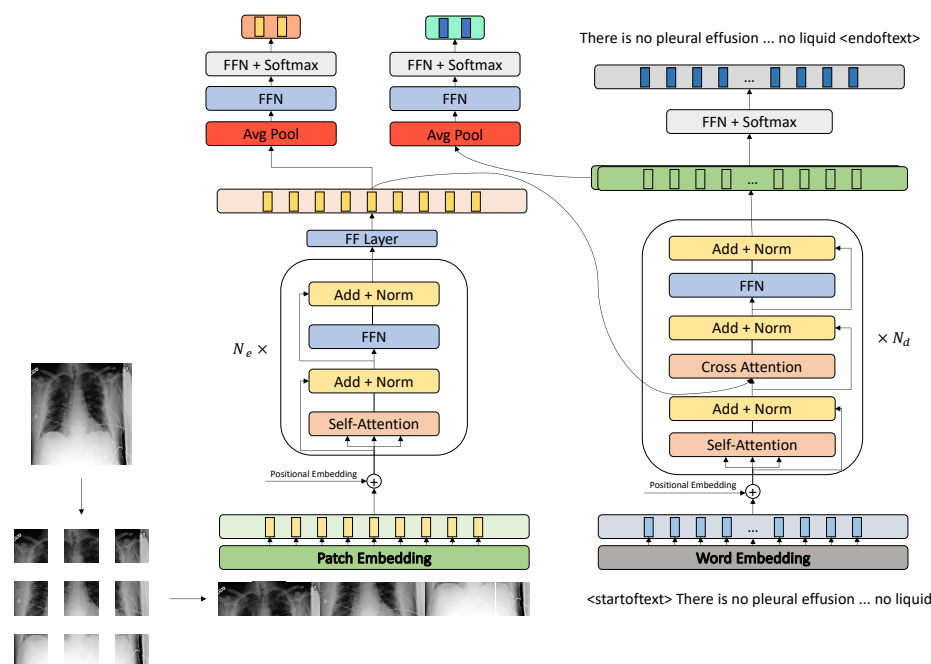 There is no pleural effusion ... no liquid <endoftext>
FFN + Softmax
FFN
Avg Pool
FFN + Softmax
FFN
Avg Pool
...
FFN + Softmax
...
FF Layer
Add + Norm
FFN
Add + Norm
Self-Attention
N_e ×
Positional Embedding
+
Patch Embedding
Add + Norm
FFN
Add + Norm
Cross Attention
Add + Norm
Self-Attention
× N_d
Positional Embedding
+
...
Word Embedding
<startoftext> There is no pleural effusion ... no liquid